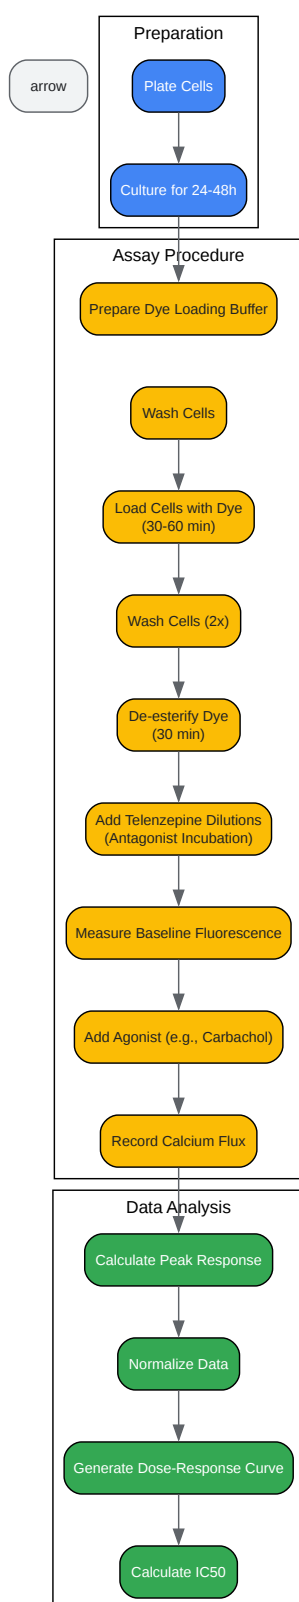 Preparation
arrow
Plate Cells
Culture for 24-48h
Assay Procedure
Prepare Dye Loading Buffer
Wash Cells
Load Cells with Dye
(30-60 min)
Wash Cells (2x)
De-esterify Dye
(30 min)
Add Telenzepine Dilutions
(Antagonist Incubation)
Measure Baseline Fluorescence
Add Agonist (e.g., Carbachol)
Record Calcium Flux
Data Analysis
Calculate Peak Response
Normalize Data
Generate Dose-Response Curve
Calculate IC50